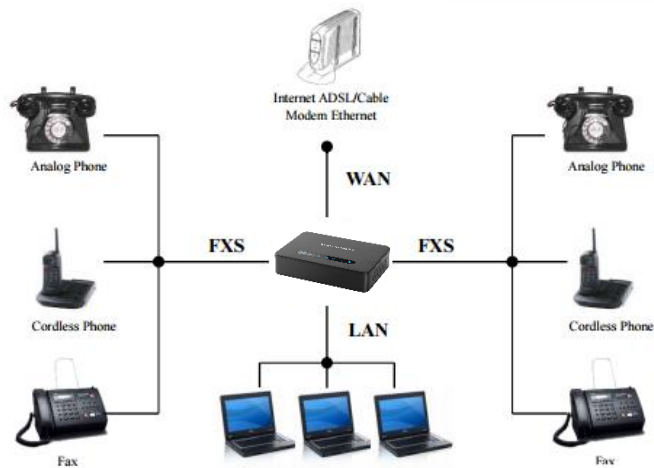 Internet ADSL/Cable
Modem Ethernet
Analog Phone
Analog Phone
WAN
FXS
FXS
Cordless Phone
Cordless Phone
LAN
Fax
Fax